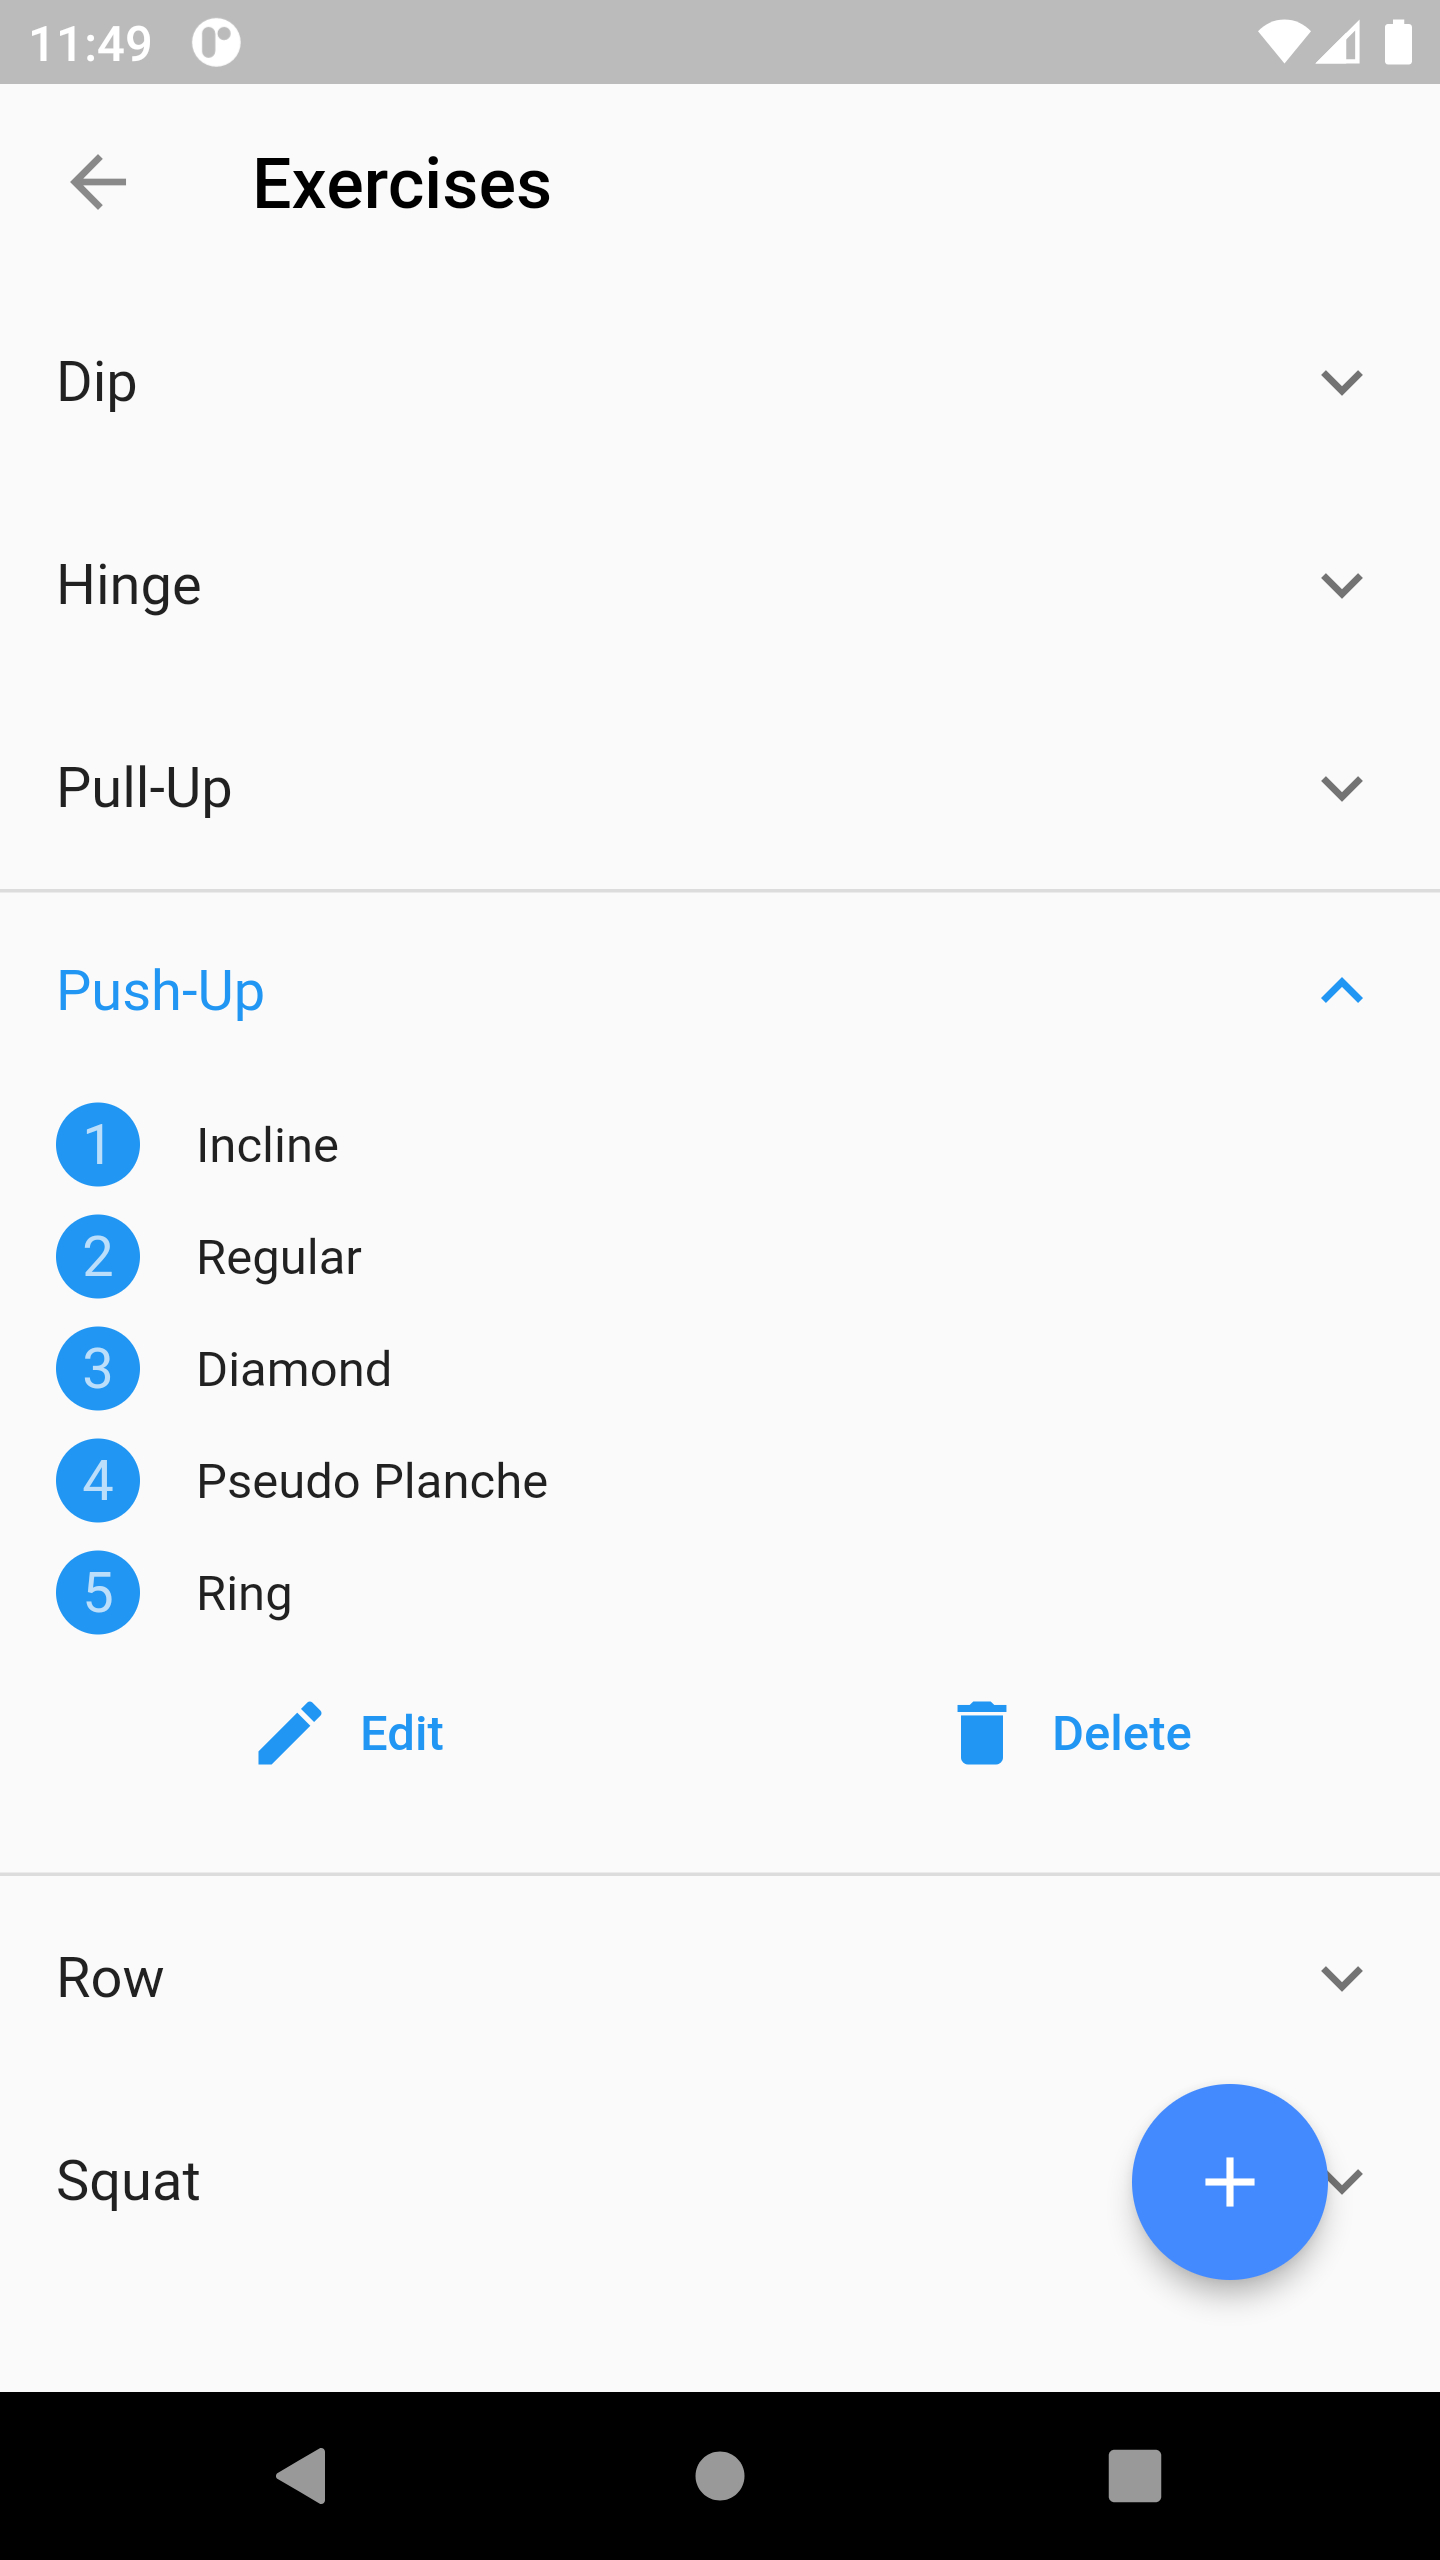 11:49
Exercises
Dip
Hinge
Pull-Up
Push-Up
1 Incline
2 Regular
3 Diamond
4 Pseudo Planche
5 Ring
Edit Delete
Row
Squat